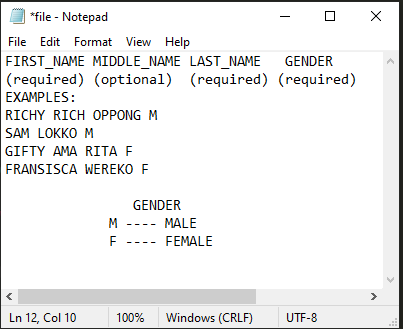 *file - Notepad
File Edit Format View Help
FIRST_NAME MIDDLE_NAME LAST_NAME   GENDER
(required) (optional)  (required) (required)
EXAMPLES:
RICHY RICH OPPONG M
SAM LOKKO M
GIFTY AMA RITA F
FRANSISCA WEREKO F
GENDER
M ---- MALE
F ---- FEMALE
Ln 12, Col 10 100% Windows (CRLF) UTF-8